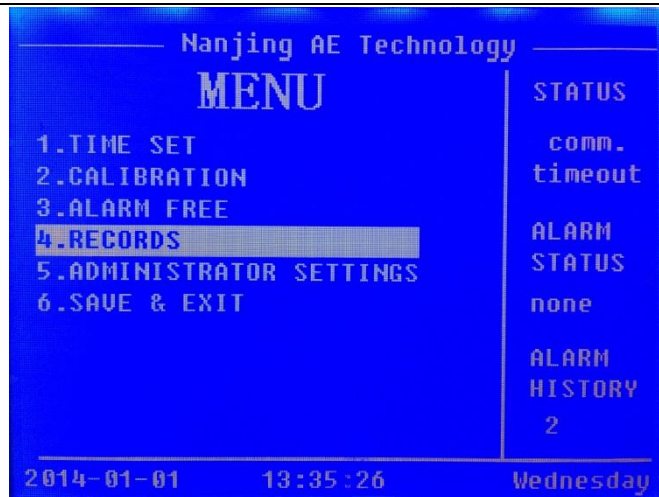 Nanjing AE Technology
MENU
1.TIME SET
2.CALIBRATION
3.ALARM FREE
4.RECORDS
5.ADMINISTRATOR SETTINGS
6.SAVE & EXIT
STATUS
comm.
timeout
ALARM
STATUS
none
ALARM
HISTORY
2
2014-01-01 13:35:26 Wednesday